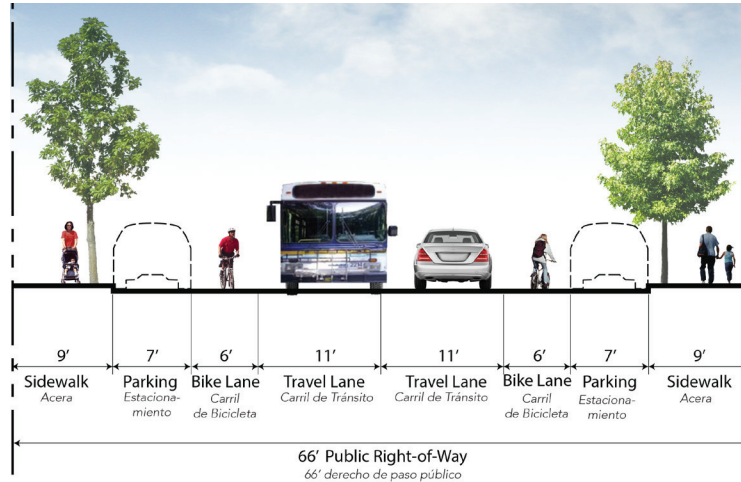 9’ 7’ 6’ 11’ 11’ 6’ 7’ 9’
Sidewalk Parking Bike Lane Travel Lane Travel Lane Bike Lane Parking Sidewalk
Acera Estaciona- Carril Carril de Tránsito Carril de Tránsito Carril Estaciona- Acera
miento de Bicicleta de Bicicleta miento
66’ Public Right-of-Way
66’ derecho de paso público